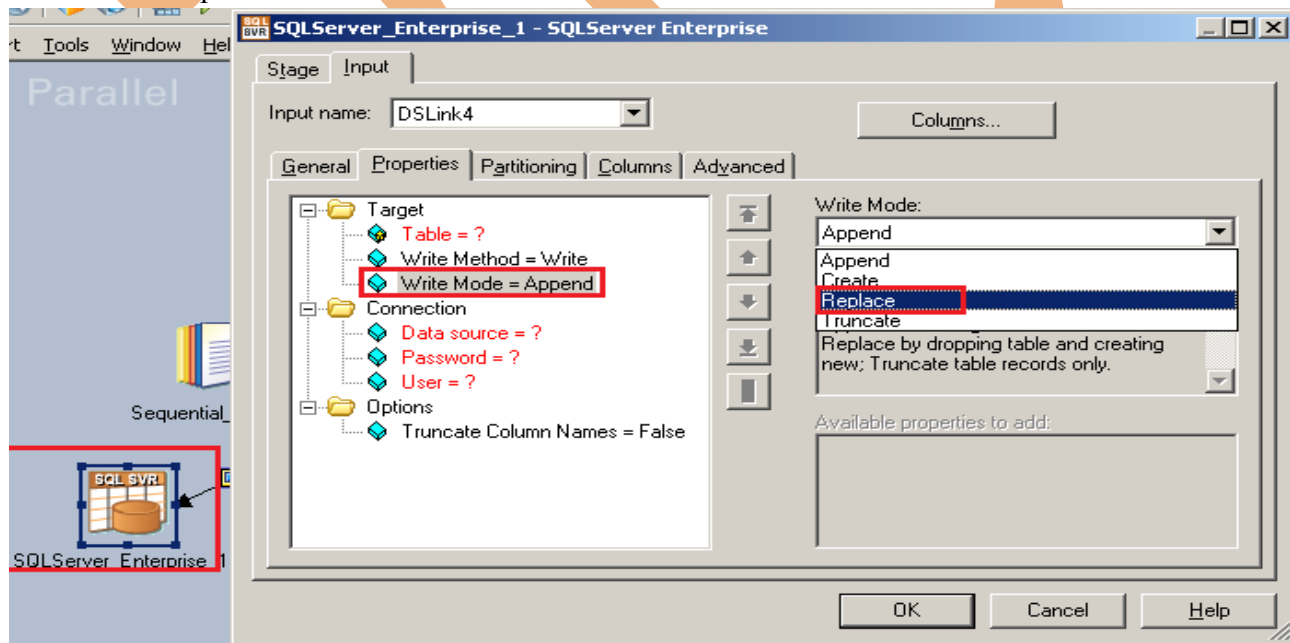 SQL SVR SQLServer_Enterprise_1 - SQLServer Enterprise
Tools Window Hel
Parallel
Stage Input
Input name: DSLink4
Columns...
General Properties Partitioning Columns Advanced
Target
Table = ?
Write Method = Write
Write Mode = Append
Connection
Data source = ?
Password = ?
User = ?
Options
Truncate Column Names = False
Write Mode:
Append
Append
Create
Replace
Truncate
Replace by dropping table and creating
new; Truncate table records only.
Available properties to add:
Sequential_
SQL SVR
SQLServer_Enterprise_1
OK Cancel Help